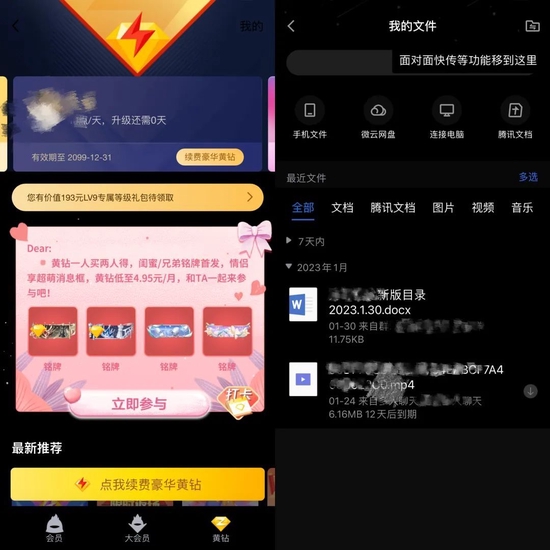 我的
/天，升级还需0天
有效期至 2099-12-31
续费豪华黄钻
您有价值193元LV9专属等级礼包待领取
Dear:
黄钻一人买两人得，闺蜜/兄弟铭牌首发，情侣
享超萌消息框，黄钻低至4.95元/月，和TA一起来参
与吧！
铭牌
铭牌
铭牌
铭牌
立即参与
打卡
最新推荐
点我续费豪华黄钻
会员
大会员
黄钻
我的文件
面对面快传等功能移到这里
手机文件
微云网盘
连接电脑
腾讯文档
最近文件
多选
全部
文档
腾讯文档
图片
视频
音乐
7天内
2023年1月
新版目录
2023.1.30.docx
01-30 来自群
11.75KB
BCF7A4
.mp4
01-24 来自
聊天
6.16MB 12天后到期